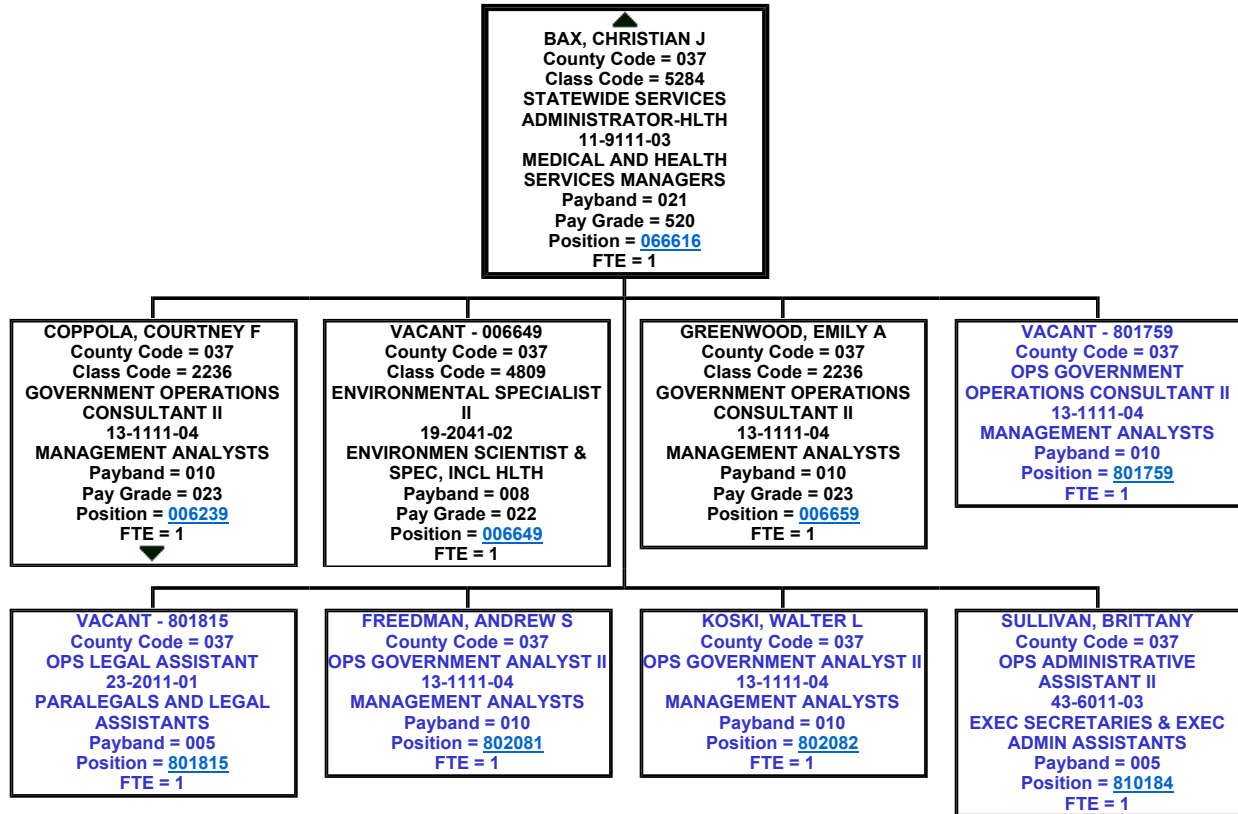 BAX, CHRISTIAN J
County Code = 037
Class Code = 5284
STATEWIDE SERVICES
ADMINISTRATOR-HLTH
11-9111-03
MEDICAL AND HEALTH
SERVICES MANAGERS
Payband = 021
Pay Grade = 520
Position = 066616
FTE = 1
COPPOLA, COURTNEY F
County Code = 037
Class Code = 2236
GOVERNMENT OPERATIONS
CONSULTANT II
13-1111-04
MANAGEMENT ANALYSTS
Payband = 010
Pay Grade = 023
Position = 006239
FTE = 1
VACANT - 006649
County Code = 037
Class Code = 4809
ENVIRONMENTAL SPECIALIST
II
19-2041-02
ENVIRONMEN SCIENTIST &
SPEC, INCL HLTH
Payband = 008
Pay Grade = 022
Position = 006649
FTE = 1
GREENWOOD, EMILY A
County Code = 037
Class Code = 2236
GOVERNMENT OPERATIONS
CONSULTANT II
13-1111-04
MANAGEMENT ANALYSTS
Payband = 010
Pay Grade = 023
Position = 006659
FTE = 1
VACANT - 801759
County Code = 037
OPS GOVERNMENT
OPERATIONS CONSULTANT II
13-1111-04
MANAGEMENT ANALYSTS
Payband = 010
Position = 801759
FTE = 1
VACANT - 801815
County Code = 037
OPS LEGAL ASSISTANT
23-2011-01
PARALEGALS AND LEGAL
ASSISTANTS
Payband = 005
Position = 801815
FTE = 1
FREEDMAN, ANDREW S
County Code = 037
OPS GOVERNMENT ANALYST II
13-1111-04
MANAGEMENT ANALYSTS
Payband = 010
Position = 802081
FTE = 1
KOSKI, WALTER L
County Code = 037
OPS GOVERNMENT ANALYST II
13-1111-04
MANAGEMENT ANALYSTS
Payband = 010
Position = 802082
FTE = 1
SULLIVAN, BRITTANY
County Code = 037
OPS ADMINISTRATIVE
ASSISTANT II
43-6011-03
EXEC SECRETARIES & EXEC
ADMIN ASSISTANTS
Payband = 005
Position = 810184
FTE = 1